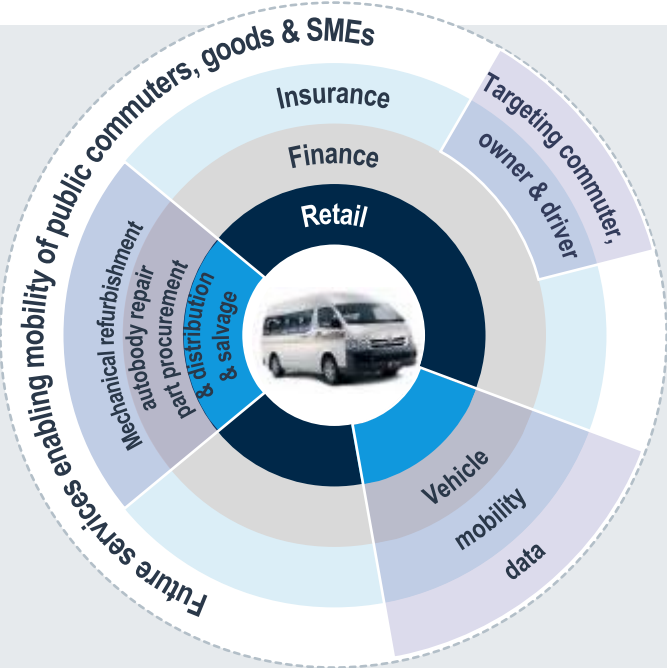 Future services enabling mobility of public commuters, goods & SMEs
Insurance
Finance
Retail
Targeting commuter,
owner & driver
Mechanical refurbishment
autobody repair
part procurement
& distribution
& salvage
Vehicle
mobility
data